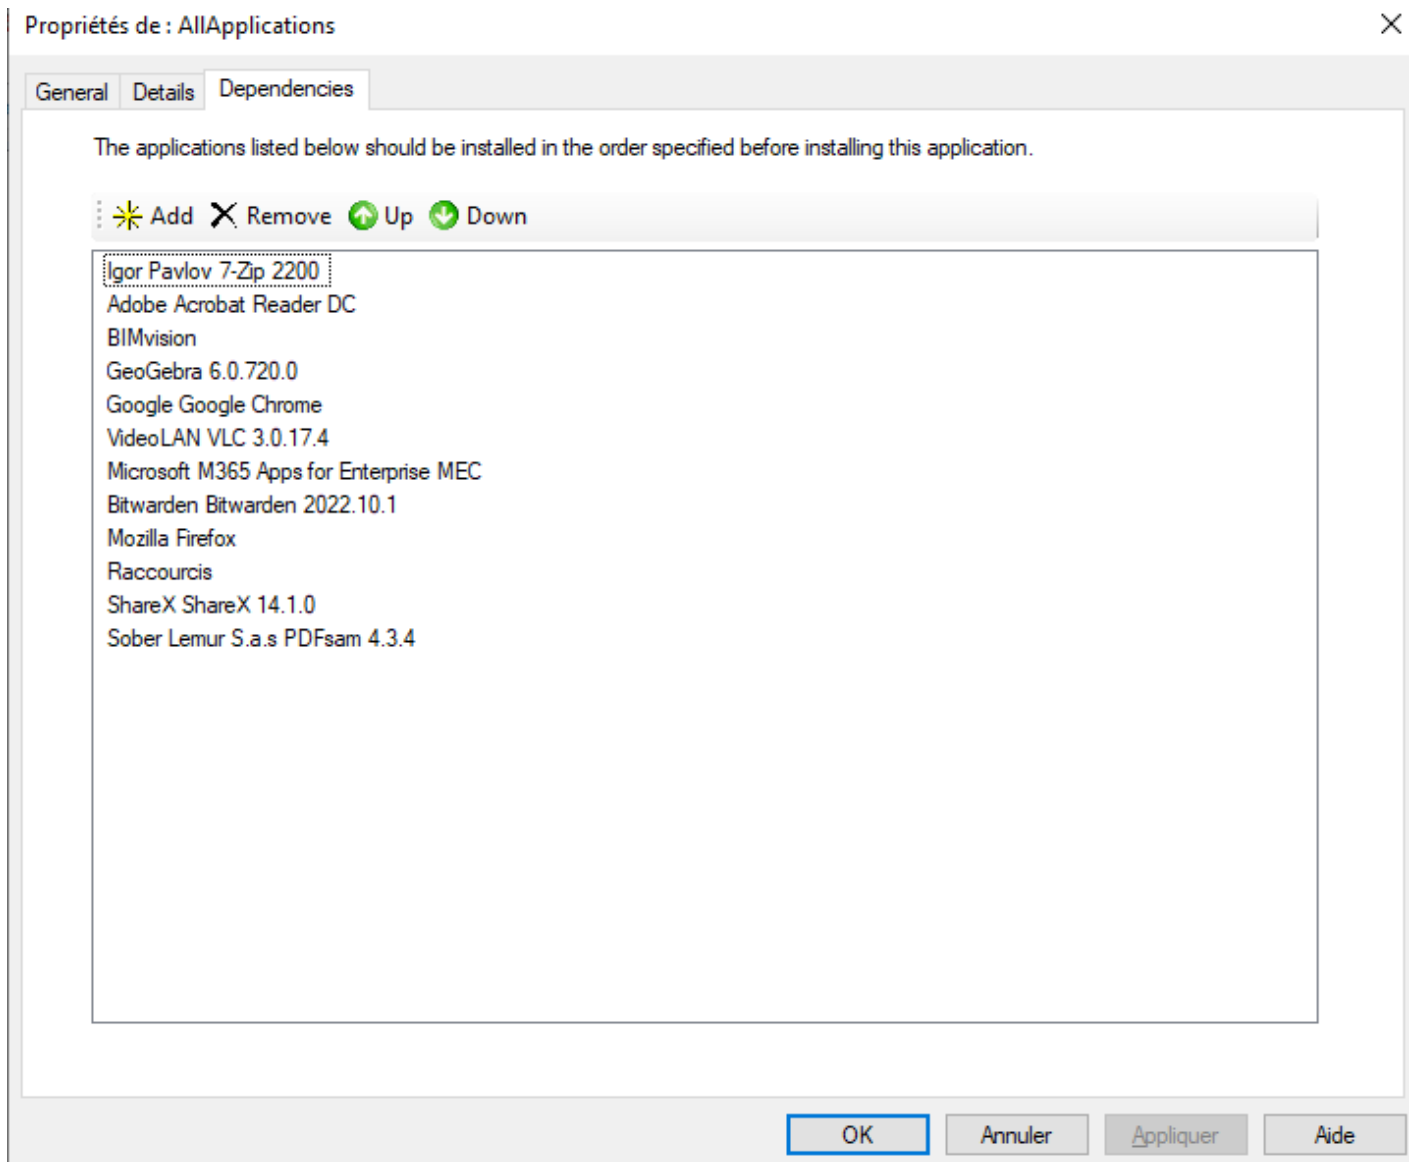 Propriétés de : AllApplications
General Details Dependencies
The applications listed below should be installed in the order specified before installing this application.
Add Remove Up Down
Igor Pavlov 7-Zip 2200
Adobe Acrobat Reader DC
BIMvision
GeoGebra 6.0.720.0
Google Google Chrome
VideoLAN VLC 3.0.17.4
Microsoft M365 Apps for Enterprise MEC
Bitwarden Bitwarden 2022.10.1
Mozilla Firefox
Raccourcis
ShareX ShareX 14.1.0
Sober Lemur S.a.s PDFsam 4.3.4
OK Annuler Appliquer Aide